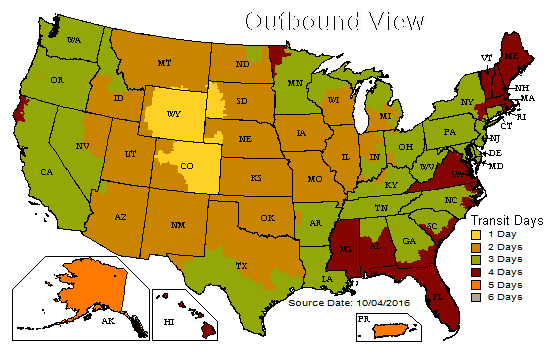 Outbound View
WA
MT
ND
MN
VT
ME
OR
ID
SD
WI
MI
NY
NH
MA
RI
CT
WY
NE
IA
PA
NJ
NV
UT
CO
IL
IN
OH
DE
MD
CA
KS
MO
WV
VA
KY
NC
AZ
NM
OK
AR
TN
SC
TX
LA
MS
AL
GA
FL
Transit Days
1 Day
2 Days
3 Days
4 Days
5 Days
6 Days
Source Date: 10/04/2016
AK
HI
PR